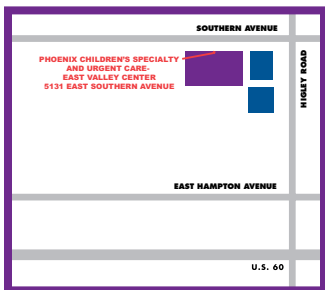 SOUTHERN AVENUE
PHOENIX CHILDREN'S SPECIALTY
AND URGENT CARE-
EAST VALLEY CENTER
5131 EAST SOUTHERN AVENUE
HIGLEY ROAD
EAST HAMPTON AVENUE
U.S. 60